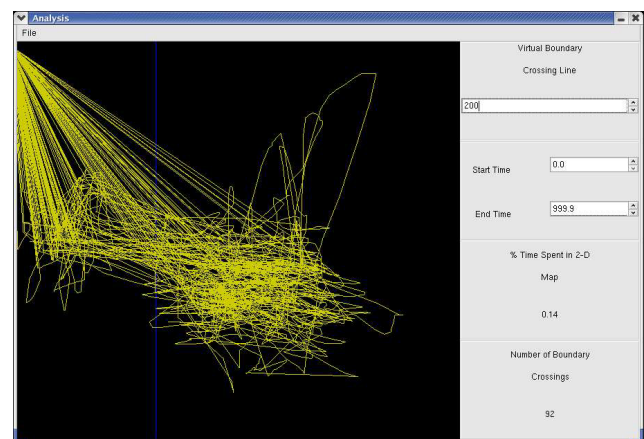 Analysis
File
Virtual Boundary
Crossing Line
200
Start Time
0.0
End Time
999.9
% Time Spent in 2-D
Map
0.14
Number of Boundary
Crossings
92